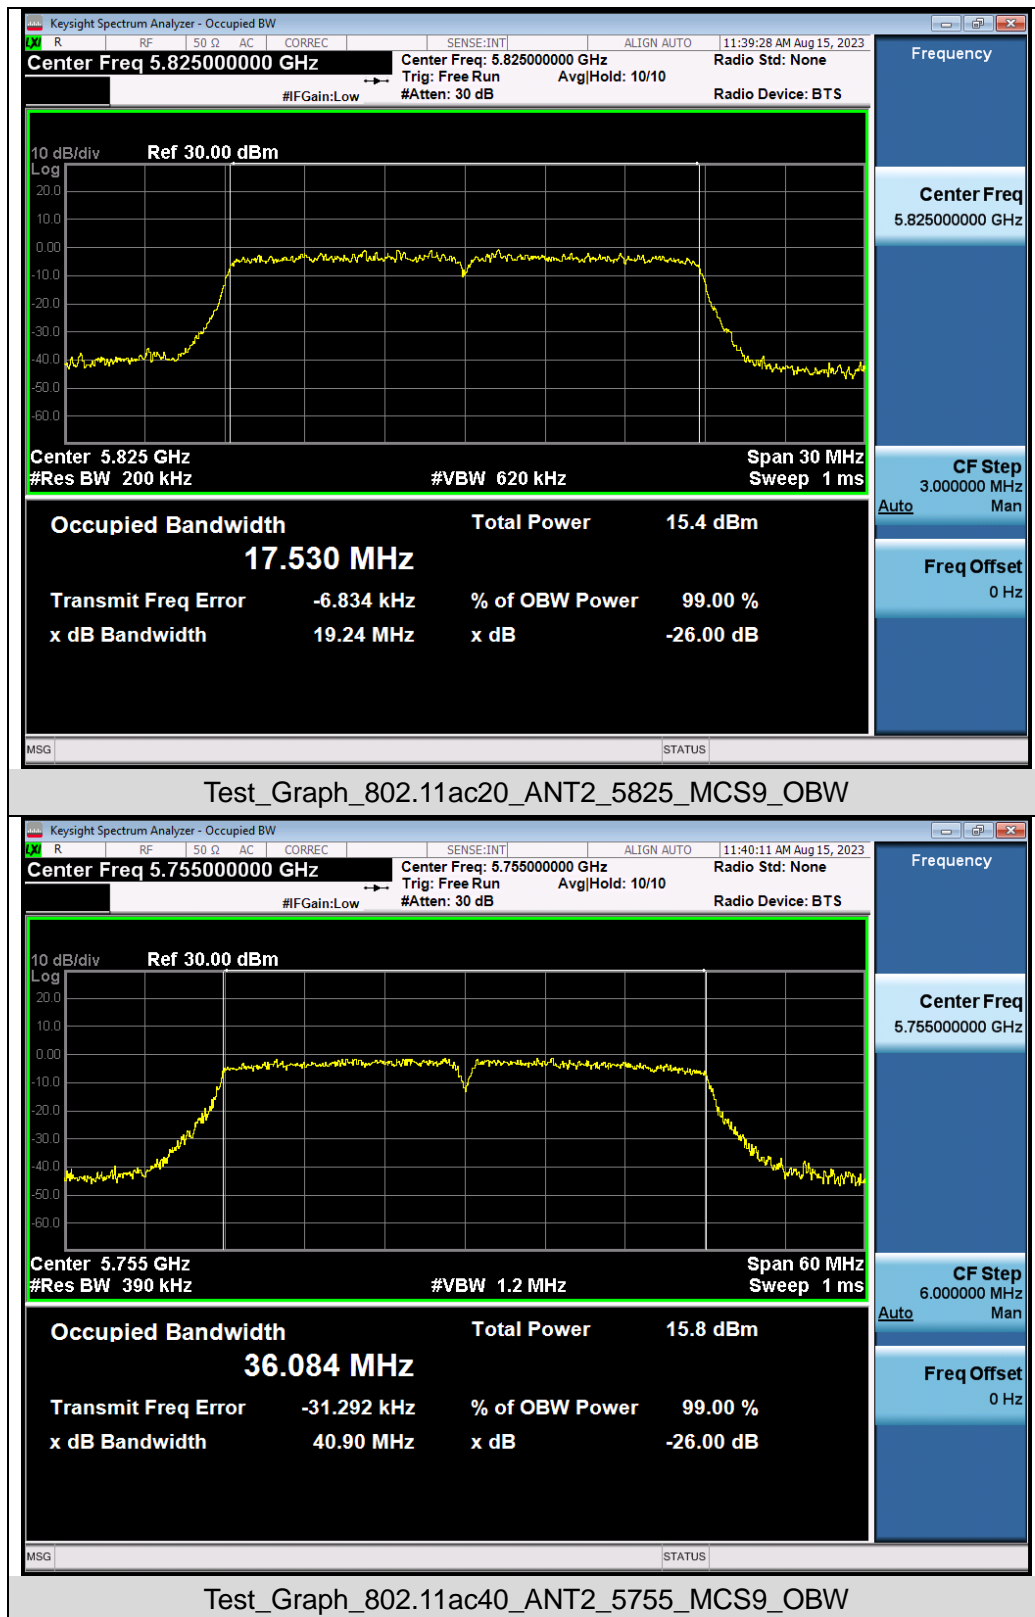 Keysight Spectrum Analyzer - Occupied BW
LXI R RF 50 Ω AC CORREC SENSE:INT ALIGN AUTO 11:39:28 AM Aug 15, 2023
Center Freq 5.825000000 GHz
Center Freq: 5.825000000 GHz
Radio Std: None
Trig: Free Run Avg|Hold: 10/10
#IFGain:Low
#Atten: 30 dB
Radio Device: BTS
Frequency
10 dB/div Ref 30.00 dBm
Log
20.0
10.0
0.00
-10.0
-20.0
-30.0
-40.0
-50.0
-60.0
Center 5.825 GHz Span 30 MHz
#Res BW 200 kHz #VBW 620 kHz Sweep 1 ms
Center Freq
5.825000000 GHz
CF Step
3.000000 MHz
Auto Man
Freq Offset
0 Hz
Occupied Bandwidth Total Power 15.4 dBm
17.530 MHz
Transmit Freq Error -6.834 kHz % of OBW Power 99.00 %
x dB Bandwidth 19.24 MHz x dB -26.00 dB
MSG STATUS
Test_Graph_802.11ac20_ANT2_5825_MCS9_OBW
Keysight Spectrum Analyzer - Occupied BW
LXI R RF 50 Ω AC CORREC SENSE:INT ALIGN AUTO 11:40:11 AM Aug 15, 2023
Center Freq 5.755000000 GHz
Center Freq: 5.755000000 GHz
Radio Std: None
Trig: Free Run Avg|Hold: 10/10
#IFGain:Low
#Atten: 30 dB
Radio Device: BTS
Frequency
10 dB/div Ref 30.00 dBm
Log
20.0
10.0
0.00
-10.0
-20.0
-30.0
-40.0
-50.0
-60.0
Center 5.755 GHz Span 60 MHz
#Res BW 390 kHz #VBW 1.2 MHz Sweep 1 ms
Center Freq
5.755000000 GHz
CF Step
6.000000 MHz
Auto Man
Freq Offset
0 Hz
Occupied Bandwidth Total Power 15.8 dBm
36.084 MHz
Transmit Freq Error -31.292 kHz % of OBW Power 99.00 %
x dB Bandwidth 40.90 MHz x dB -26.00 dB
MSG STATUS
Test_Graph_802.11ac40_ANT2_5755_MCS9_OBW